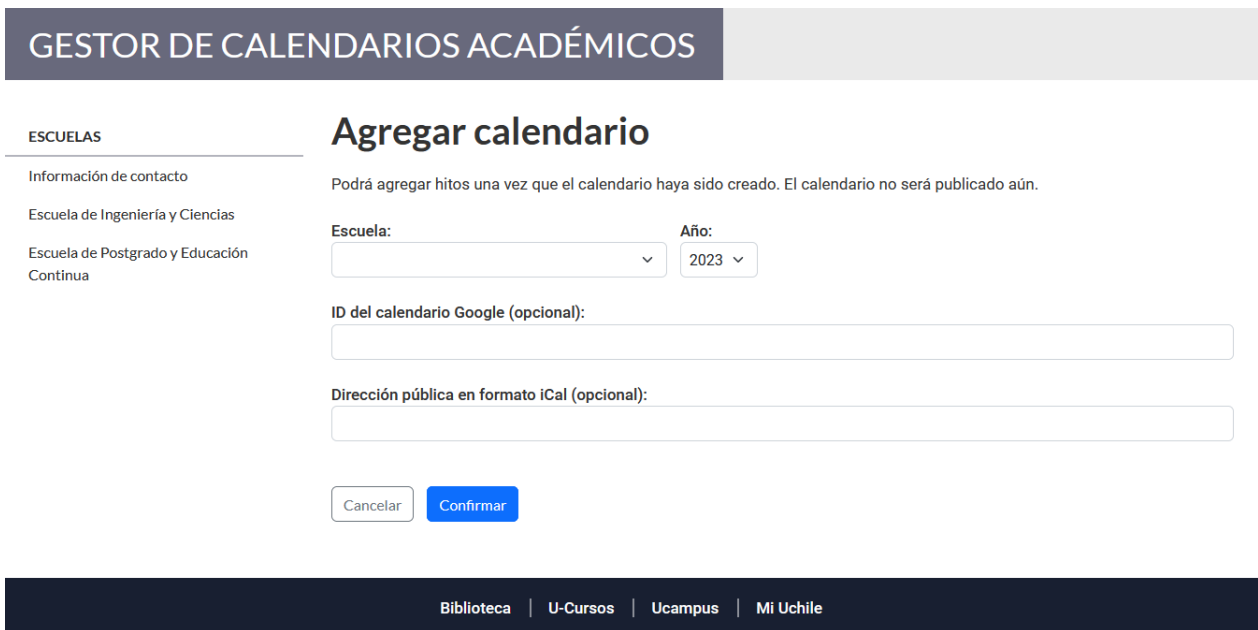 GESTOR DE CALENDARIOS ACADÉMICOS
ESCUELAS
Información de contacto
Escuela de Ingeniería y Ciencias
Escuela de Postgrado y Educación
Continua
Agregar calendario
Podrá agregar hitos una vez que el calendario haya sido creado. El calendario no será publicado aún.
Escuela:
Año:
2023
ID del calendario Google (opcional):
Dirección pública en formato iCal (opcional):
Cancelar
Confirmar
Biblioteca | U-Cursos | Ucampus | Mi Uchile